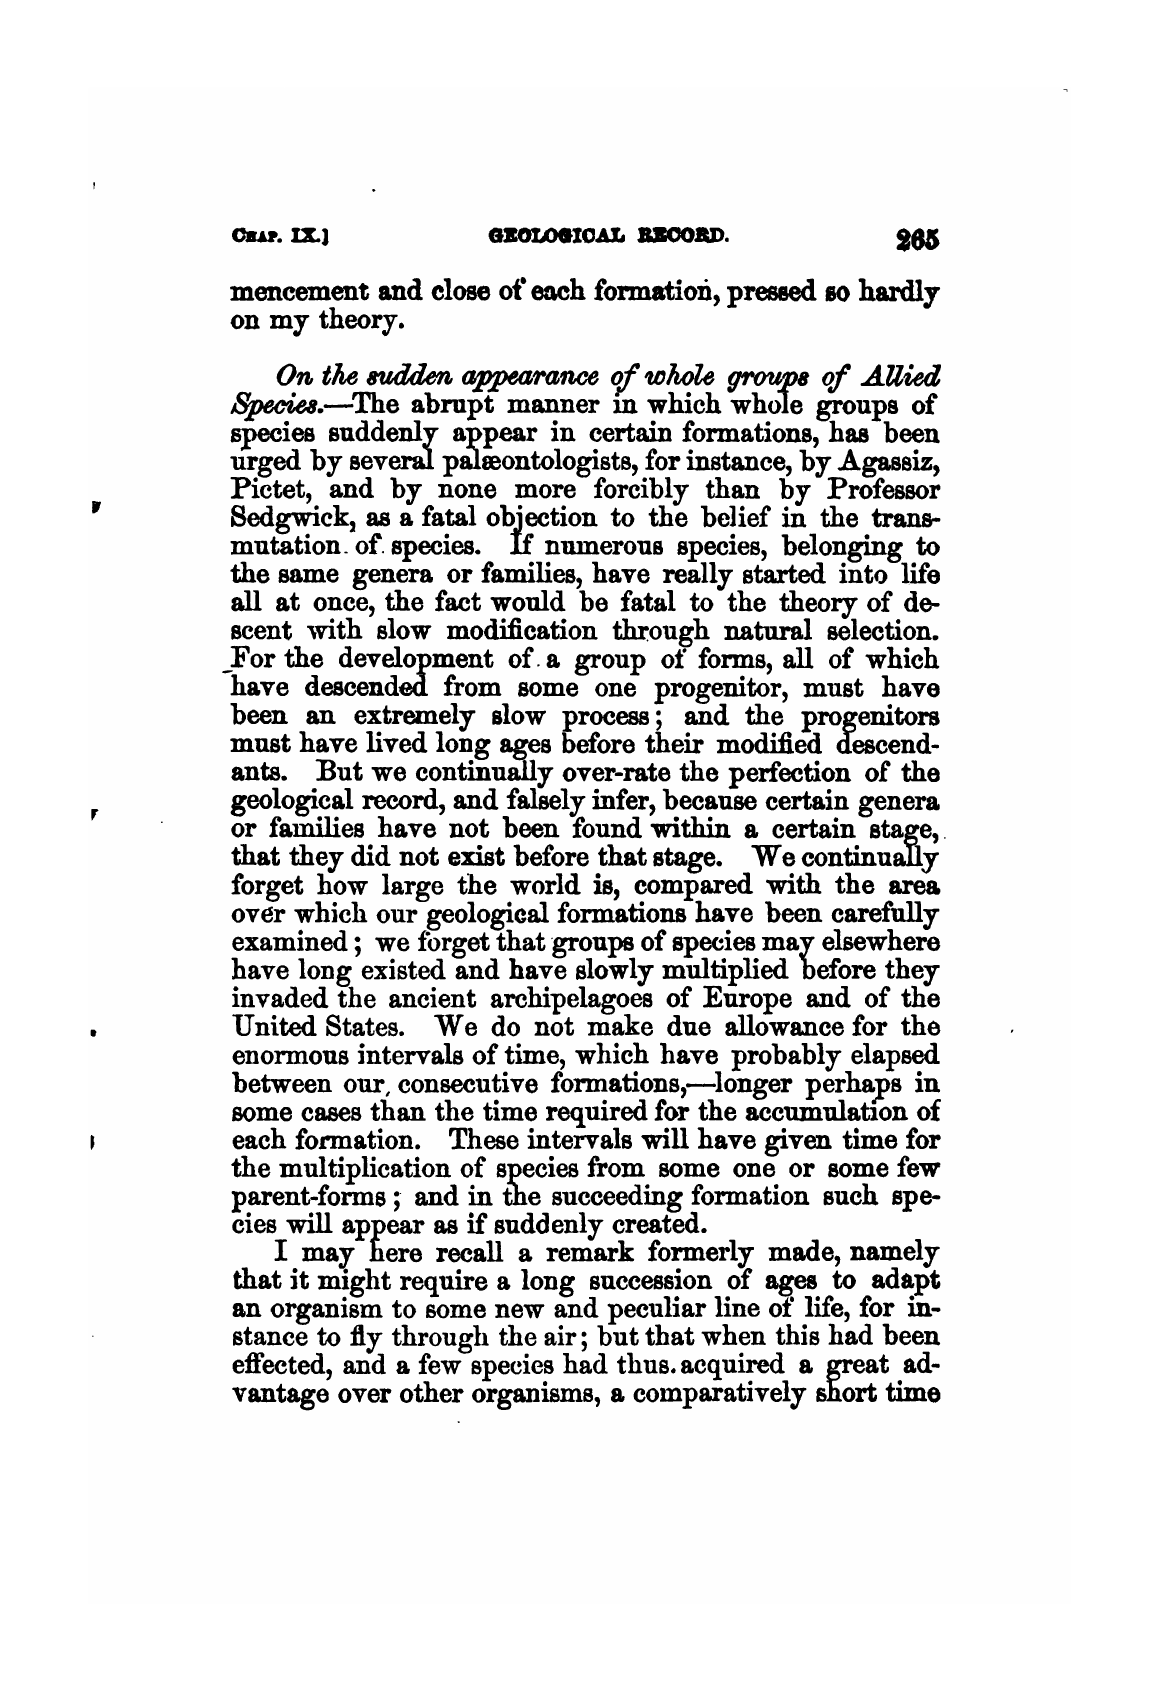 CHAP. IX.] GEOLOGICAL RECORD. 265
mencement and close of each formation, pressed so hardly
on my theory.
On the sudden appearance of whole groups of Allied
Species.—The abrupt manner in which whole groups of
species suddenly appear in certain formations, has been
urged by several palæontologists, for instance, by Agassiz,
Pictet, and by none more forcibly than by Professor
Sedgwick, as a fatal objection to the belief in the trans-
mutation of species. If numerous species, belonging to
the same genera or families, have really started into life
all at once, the fact would be fatal to the theory of de-
scent with slow modification through natural selection.
For the development of a group of forms, all of which
have descended from some one progenitor, must have
been an extremely slow process; and the progenitors
must have lived long ages before their modified descend-
ants. But we continually over-rate the perfection of the
geological record, and falsely infer, because certain genera
or families have not been found within a certain stage,
that they did not exist before that stage. We continually
forget how large the world is, compared with the area
over which our geological formations have been carefully
examined; we forget that groups of species may elsewhere
have long existed and have slowly multiplied before they
invaded the ancient archipelagoes of Europe and of the
United States. We do not make due allowance for the
enormous intervals of time, which have probably elapsed
between our consecutive formations,—longer perhaps in
some cases than the time required for the accumulation of
each formation. These intervals will have given time for
the multiplication of species from some one or some few
parent-forms; and in the succeeding formation such spe-
cies will appear as if suddenly created.
I may here recall a remark formerly made, namely
that it might require a long succession of ages to adapt
an organism to some new and peculiar line of life, for in-
stance to fly through the air; but that when this had been
effected, and a few species had thus acquired a great ad-
vantage over other organisms, a comparatively short time